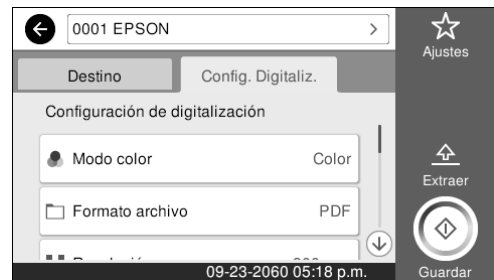 0001 EPSON
Ajustes
Destino
Config. Digitaliz.
Configuración de digitalización
Modo color
Color
Extraer
Formato archivo
PDF
09-23-2060 05:18 p.m.
Guardar